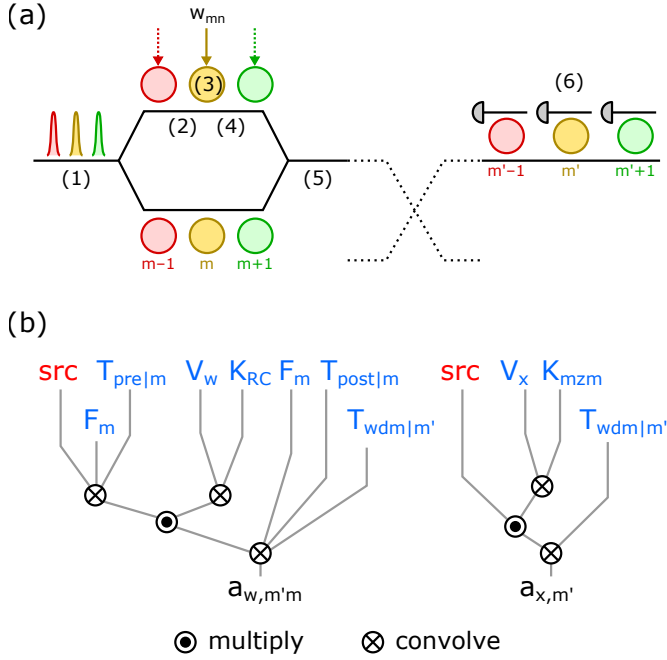 (a)
w_mn
(3)
(6)
(2) (4)
(1)
(5)
m'-1 m' m'+1
m−1 m m+1
(b)
src T_pre|m V_w K_RC F_m T_post|m src V_x K_mzm
F_m T_wdm|m' T_wdm|m'
a_w,m'm a_x,m'
multiply convolve